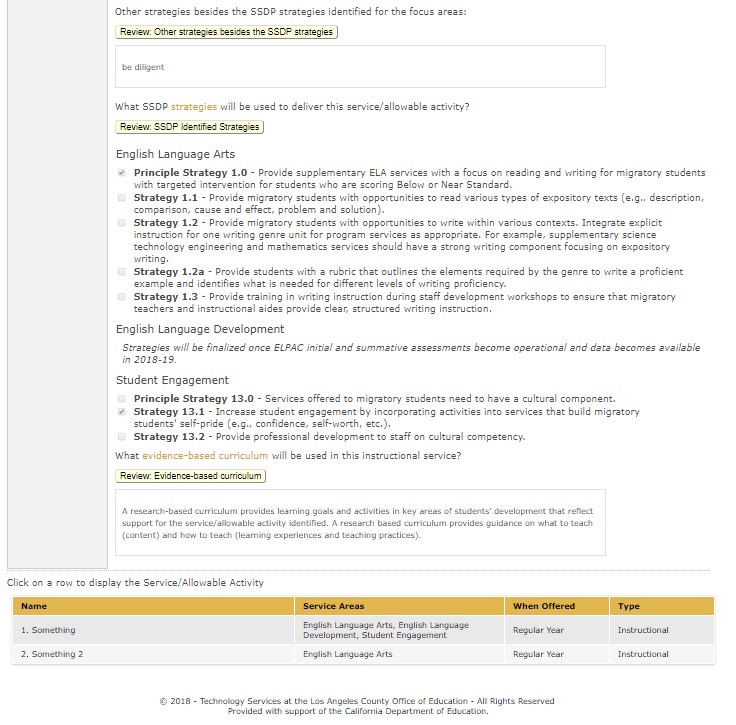 Other strategies besides the SSDP strategies identified for the focus areas:
Review: Other strategies besides the SSDP strategies
be diligent
What SSDP strategies will be used to deliver this service/allowable activity?
Review: SSDP Identified Strategies
English Language Arts
Principle Strategy 1.0 - Provide supplementary ELA services with a focus on reading and writing for migratory students
with targeted intervention for students who are scoring Below or Near Standard.
Strategy 1.1 - Provide migratory students with opportunities to read various types of expository texts (e.g., description,
comparison, cause and effect, problem and solution).
Strategy 1.2 - Provide migratory students with opportunities to write within various contexts. Integrate explicit
instruction for one writing genre unit for program services as appropriate. For example, supplementary science
technology engineering and mathematics services should have a strong writing component focusing on expository
writing.
Strategy 1.2a - Provide students with a rubric that outlines the elements required by the genre to write a proficient
example and identifies what is needed for different levels of writing proficiency.
Strategy 1.3 - Provide training in writing instruction during staff development workshops to ensure that migratory
teachers and instructional aides provide clear, structured writing instruction.
English Language Development
Strategies will be finalized once ELPAC initial and summative assessments become operational and data becomes available
in 2018-19.
Student Engagement
Principle Strategy 13.0 - Services offered to migratory students need to have a cultural component.
Strategy 13.1 - Increase student engagement by incorporating activities into services that build migratory
students' self-pride (e.g., confidence, self-worth, etc.).
Strategy 13.2 - Provide professional development to staff on cultural competency.
What evidence-based curriculum will be used in this instructional service?
Review: Evidence-based curriculum
A research-based curriculum provides learning goals and activities in key areas of students' development that reflect
support for the service/allowable activity identified. A research based curriculum provides guidance on what to teach
(content) and how to teach (learning experiences and teaching practices).
Click on a row to display the Service/Allowable Activity
Name Service Areas When Offered Type
1. Something English Language Arts, English Language Development, Student Engagement Regular Year Instructional
2. Something 2 English Language Arts Regular Year Instructional
© 2018 - Technology Services at the Los Angeles County Office of Education - All Rights Reserved
Provided with support of the California Department of Education.